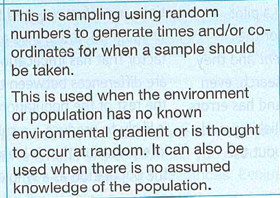 This is sampling using random
numbers to generate times and/or co-
ordinates for when a sample should
be taken.
This is used when the environment
or population has no known
environmental gradient or is thought
to occur at random. It can also be
used when there is no assumed
knowledge of the population.